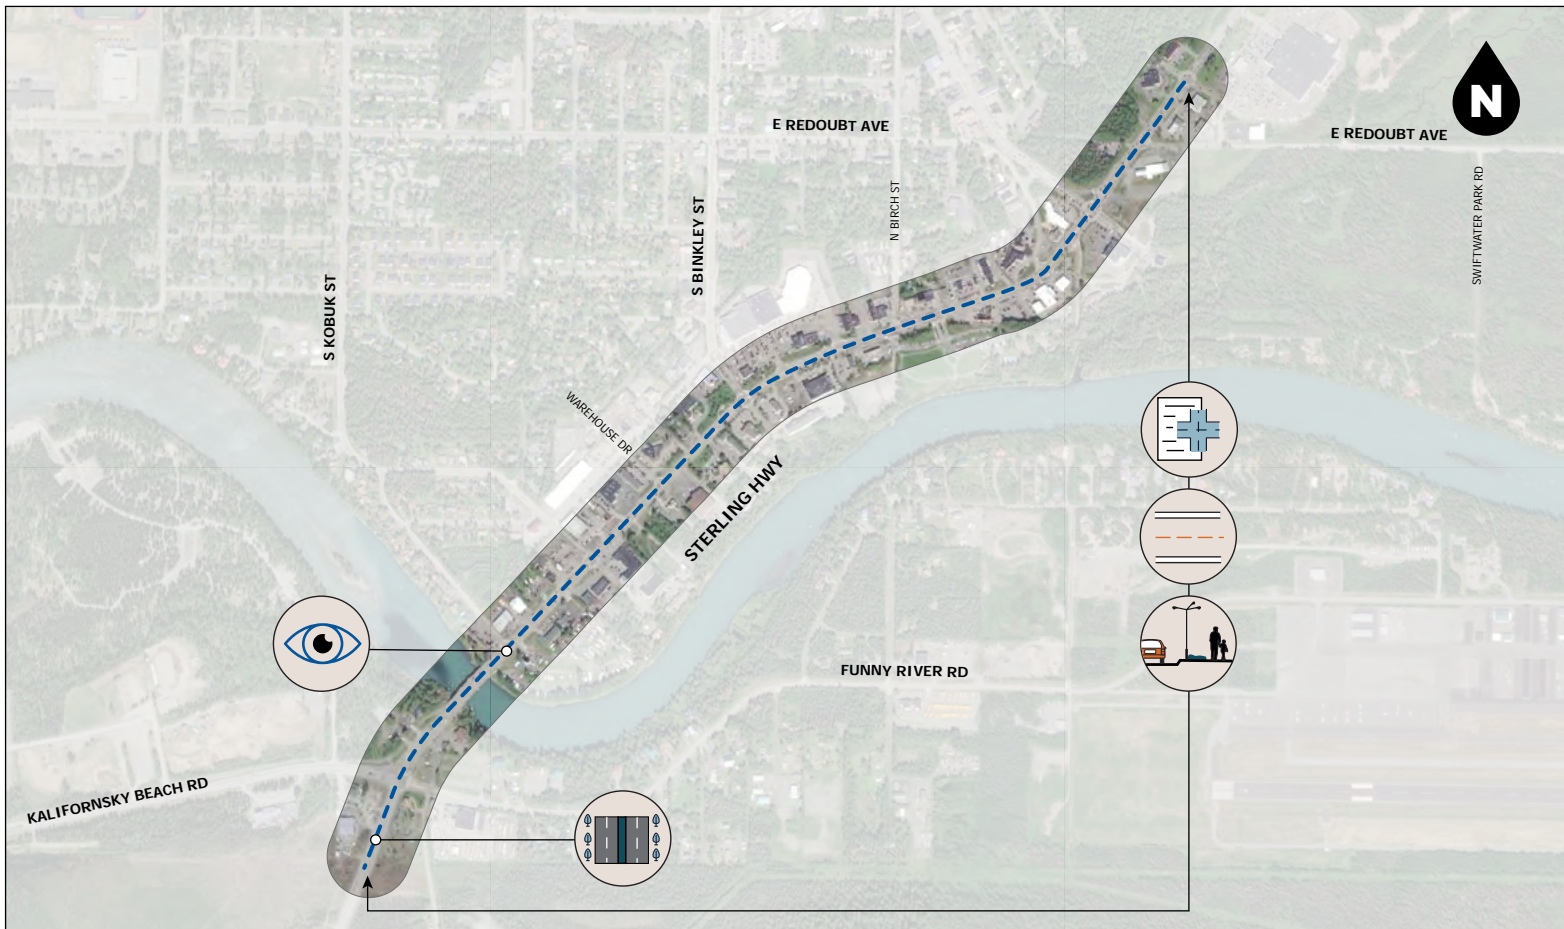 N
E REDOUBT AVE
E REDOUBT AVE
SWIFTWATER PARK RD
N BIRCH ST
S BINKLEY ST
S KOBUK ST
WAREHOUSE DR
STERLING HWY
FUNNY RIVER RD
KALIFORNSKY BEACH RD